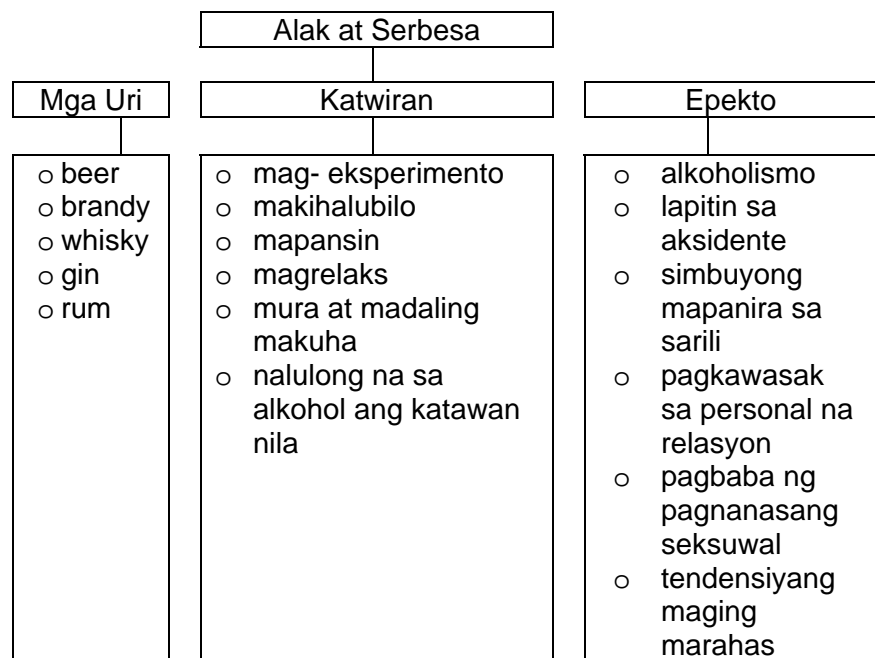 Alak at Serbesa
Mga Uri
o beer
o brandy
o whisky
o gin
o rum
Katwiran
o mag- eksperimento
o makihalubilo
o mapansin
o magrelaks
o mura at madaling
makuha
o nalulong na sa
alkohol ang katawan
nila
Epekto
o alkoholismo
o lapitin sa
aksidente
o simbuyong
mapanira sa
sarili
o pagkawasak
sa personal na
relasyon
o pagbaba ng
pagnanasang
seksuwal
o tendensiyang
maging
marahas